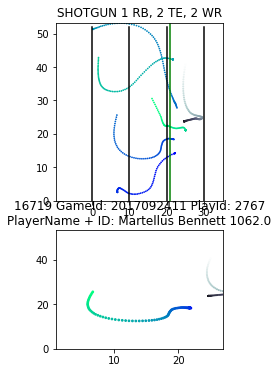 SHOTGUN 1 RB, 2 TE, 2 WR
50
40
30
20
10
0
0 10 20 30
16719 GameId: 2017092411 PlayId: 2767
PlayerName + ID: Martellus Bennett 1062.0
40
20
0
10 20